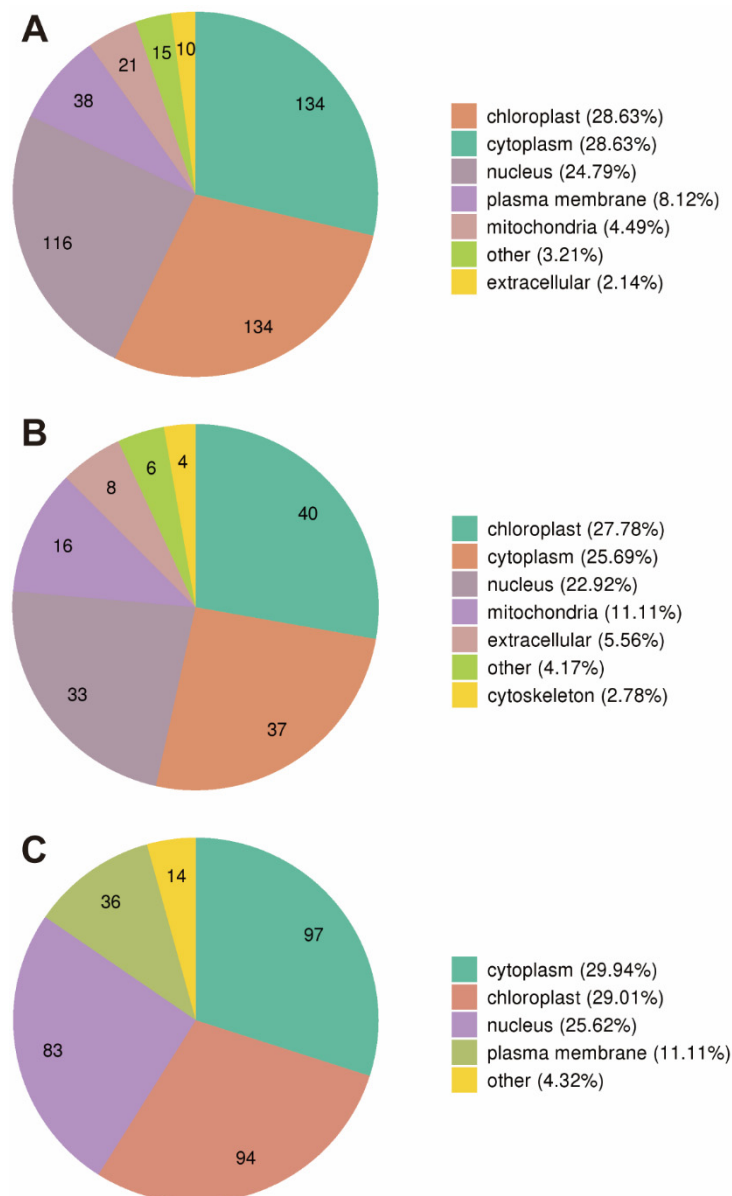 A
134
134
116
38
21
15
10
chloroplast (28.63%)
cytoplasm (28.63%)
nucleus (24.79%)
plasma membrane (8.12%)
mitochondria (4.49%)
other (3.21%)
extracellular (2.14%)
B
40
37
33
16
8
6
4
chloroplast (27.78%)
cytoplasm (25.69%)
nucleus (22.92%)
mitochondria (11.11%)
extracellular (5.56%)
other (4.17%)
cytoskeleton (2.78%)
C
97
94
83
36
14
cytoplasm (29.94%)
chloroplast (29.01%)
nucleus (25.62%)
plasma membrane (11.11%)
other (4.32%)